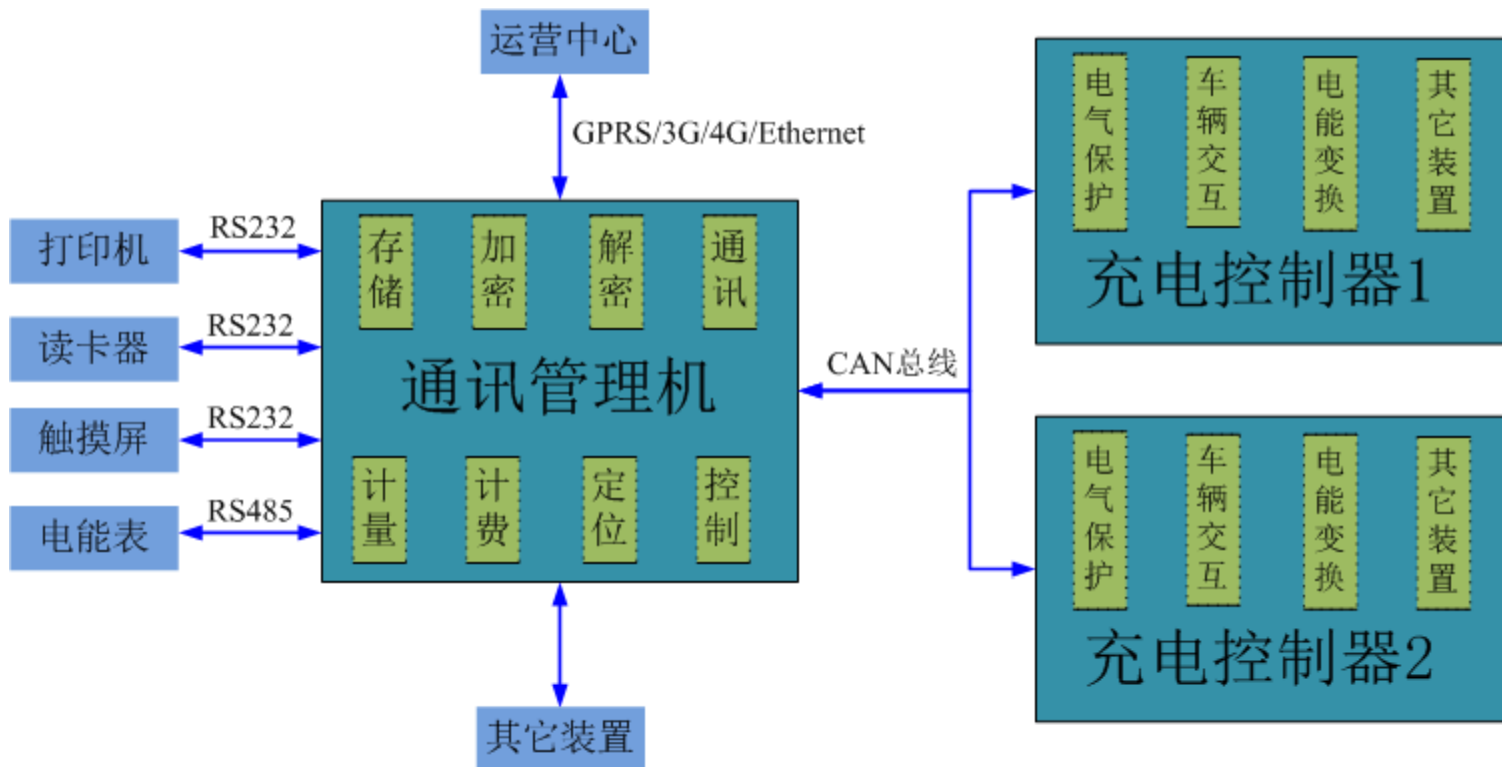 运营中心
GPRS/3G/4G/Ethernet
打印机
RS232
读卡器
RS232
触摸屏
RS232
电能表
RS485
存储
加密
解密
通讯
通讯管理机
计量
计费
定位
控制
其它装置
CAN总线
电气保护
车辆交互
电能变换
其它装置
充电控制器1
电气保护
车辆交互
电能变换
其它装置
充电控制器2